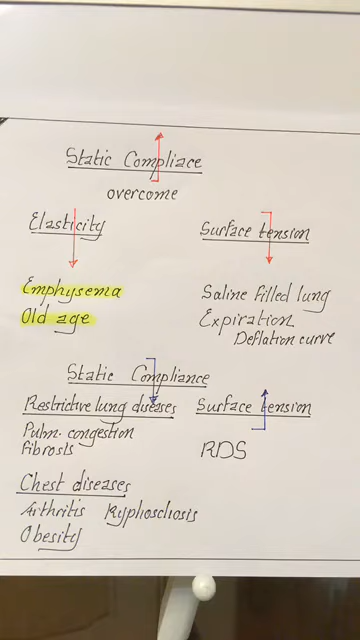 Static Compliace
overcome
Elasticity
Surface tension
Emphysema
Old age
Saline filled lung
Expiration
Deflation curve
Static Compliance
Restrictive lung diseases
Surface tension
Pulm. congestion
fibrosis
RDS
Chest diseases
Arthritis Kyphoscliosis
Obesity